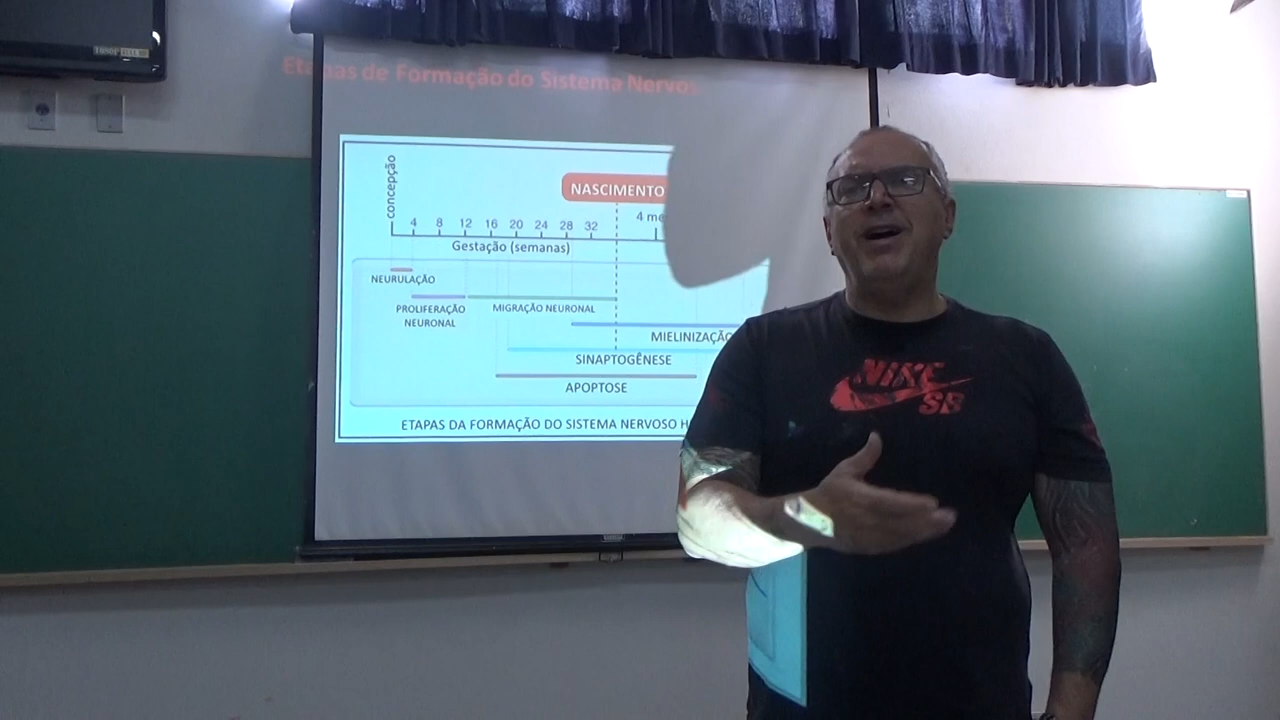 Etapas de Formação do Sistema Nervos
concepção
NASCIMENTO
4 8 12 16 20 24 28 32
4 me
Gestação (semanas)
NEURULAÇÃO
PROLIFERAÇÃO
NEURONAL
MIGRAÇÃO NEURONAL
MIELINIZAÇÃO
SINAPTOGÊNESE
APOPTOSE
ETAPAS DA FORMAÇÃO DO SISTEMA NERVOSO H
NIKE
SB
1080P